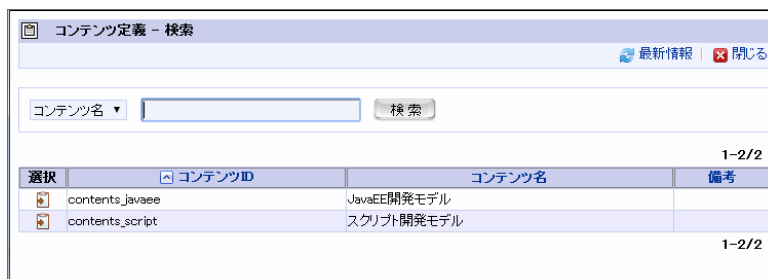 コンテンツ定義 − 検索
最新情報 閉じる
コンテンツ名 ▼ 検索
1-2/2
選択 コンテンツID コンテンツ名 備考
contents_javaee JavaEE開発モデル
contents_script スクリプト開発モデル
1-2/2